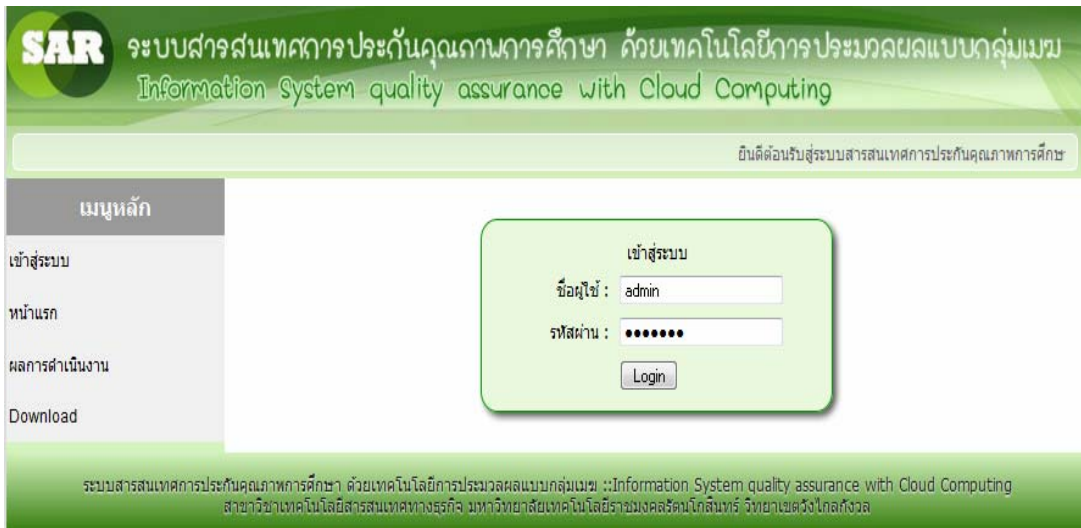 SAR
ระบบสารสนเทศการประกันคุณภาพการศึกษา ด้วยเทคโนโลยีการประมวลผลแบบกลุ่มเมฆ
Information System quality assurance with Cloud Computing
ยินดีต้อนรับสู่ระบบสารสนเทศการประกันคุณภาพการศึกษ
เมนูหลัก
เข้าสู่ระบบ
หน้าแรก
ผลการดำเนินงาน
Download
เข้าสู่ระบบ
ชื่อผู้ใช้ : admin
รหัสผ่าน : •••••••
Login
ระบบสารสนเทศการประกันคุณภาพการศึกษา ด้วยเทคโนโลยีการประมวลผลแบบกลุ่มเมฆ ::Information System quality assurance with Cloud Computing
สาขาวิชาเทคโนโลยีสารสนเทศทางธุรกิจ มหาวิทยาลัยเทคโนโลยีราชมงคลรัตนโกสินทร์ วิทยาเขตวังไกลกังวล